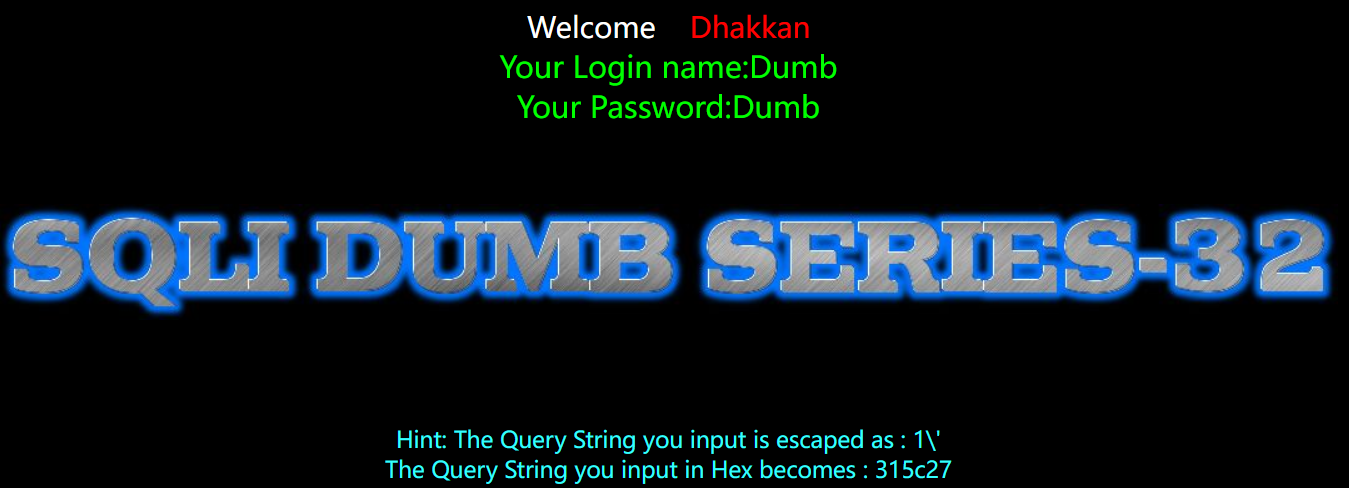 Welcome Dhakkan
Your Login name:Dumb
Your Password:Dumb
SQLI DUMB SERIES-32
Hint: The Query String you input is escaped as : 1\'
The Query String you input in Hex becomes : 315c27